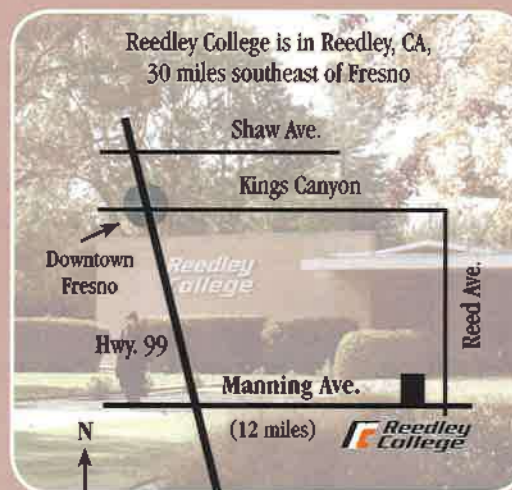 Reedley College is in Reedley, CA,
30 miles southeast of Fresno
Shaw Ave.
Kings Canyon
Downtown
Fresno
Reedley
College
Reed Ave.
Hwy. 99
Manning Ave.
N
(12 miles)
Reedley
College